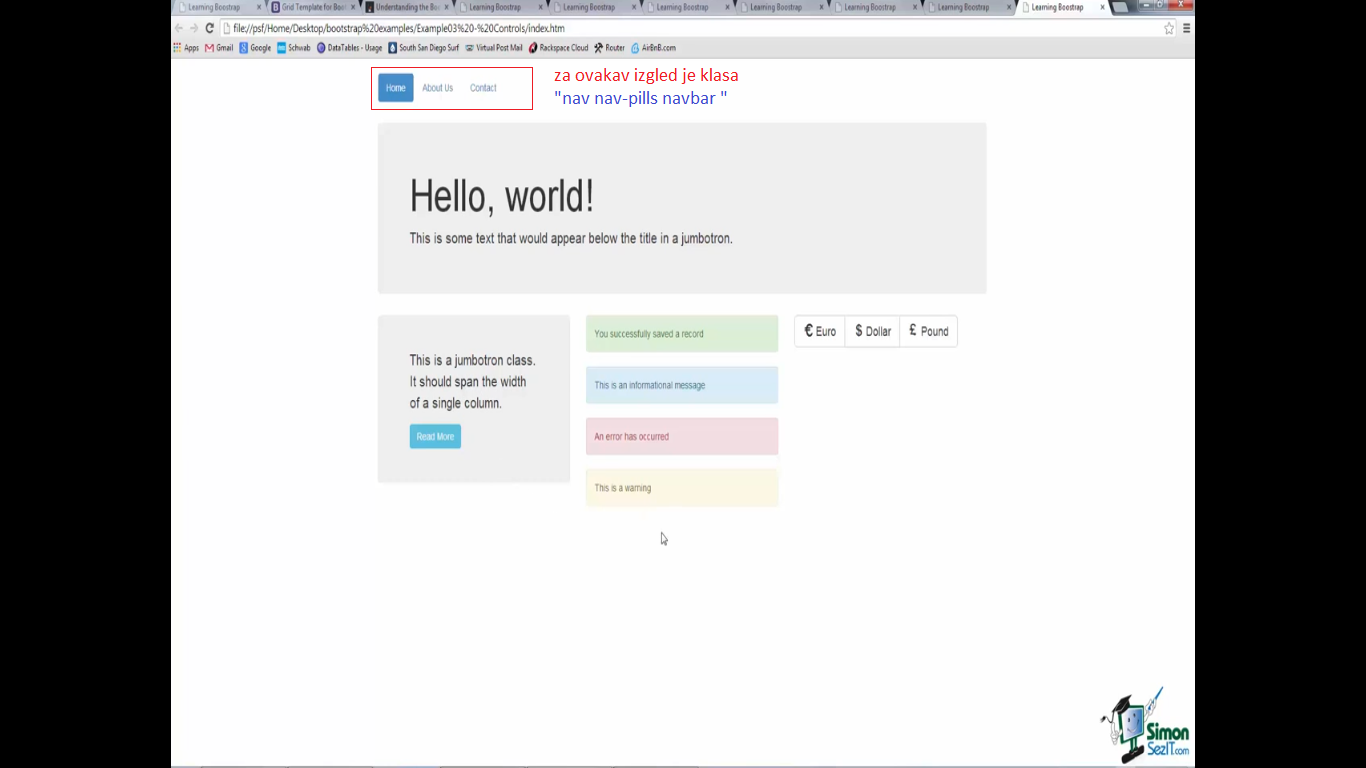 Learning Boostrap
Grid Template for Boo
Understanding the Boo
Learning Boostrap
Learning Boostrap
Learning Boostrap
Learning Boostrap
Learning Boostrap
Learning Boostrap
Learning Boostrap
file://psf/Home/Desktop/bootstrap%20examples/Example03%20-%20Controls/index.htm
Apps Gmail Google Schwab DataTables - Usage South San Diego Surf Virtual Post Mail Rackspace Cloud Router AirBnB.com
Home About Us Contact
za ovakav izgled je klasa
"nav nav-pills navbar "
Hello, world!
This is some text that would appear below the title in a jumbotron.
This is a jumbotron class.
It should span the width
of a single column.
Read More
You successfully saved a record
This is an informational message
An error has occurred
This is a warning
€ Euro $ Dollar £ Pound
Simon
SezIT.com